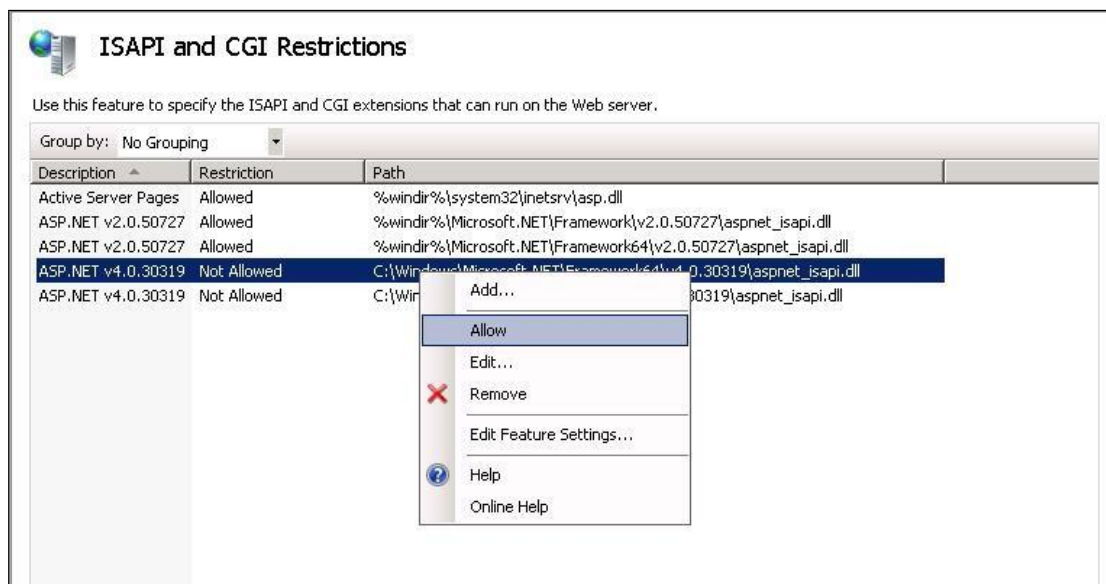 ISAPI and CGI Restrictions
Use this feature to specify the ISAPI and CGI extensions that can run on the Web server.
Group by: No Grouping
Description Restriction Path
Active Server Pages Allowed %windir%\system32\inetsrv\asp.dll
ASP.NET v2.0.50727 Allowed %windir%\Microsoft.NET\Framework\v2.0.50727\aspnet_isapi.dll
ASP.NET v2.0.50727 Allowed %windir%\Microsoft.NET\Framework64\v2.0.50727\aspnet_isapi.dll
ASP.NET v4.0.30319 Not Allowed C:\Windows\Microsoft.NET\Framework64\v4.0.30319\aspnet_isapi.dll
ASP.NET v4.0.30319 Not Allowed C:\Win 30319\aspnet_isapi.dll
Add...
Allow
Edit...
Remove
Edit Feature Settings...
Help
Online Help